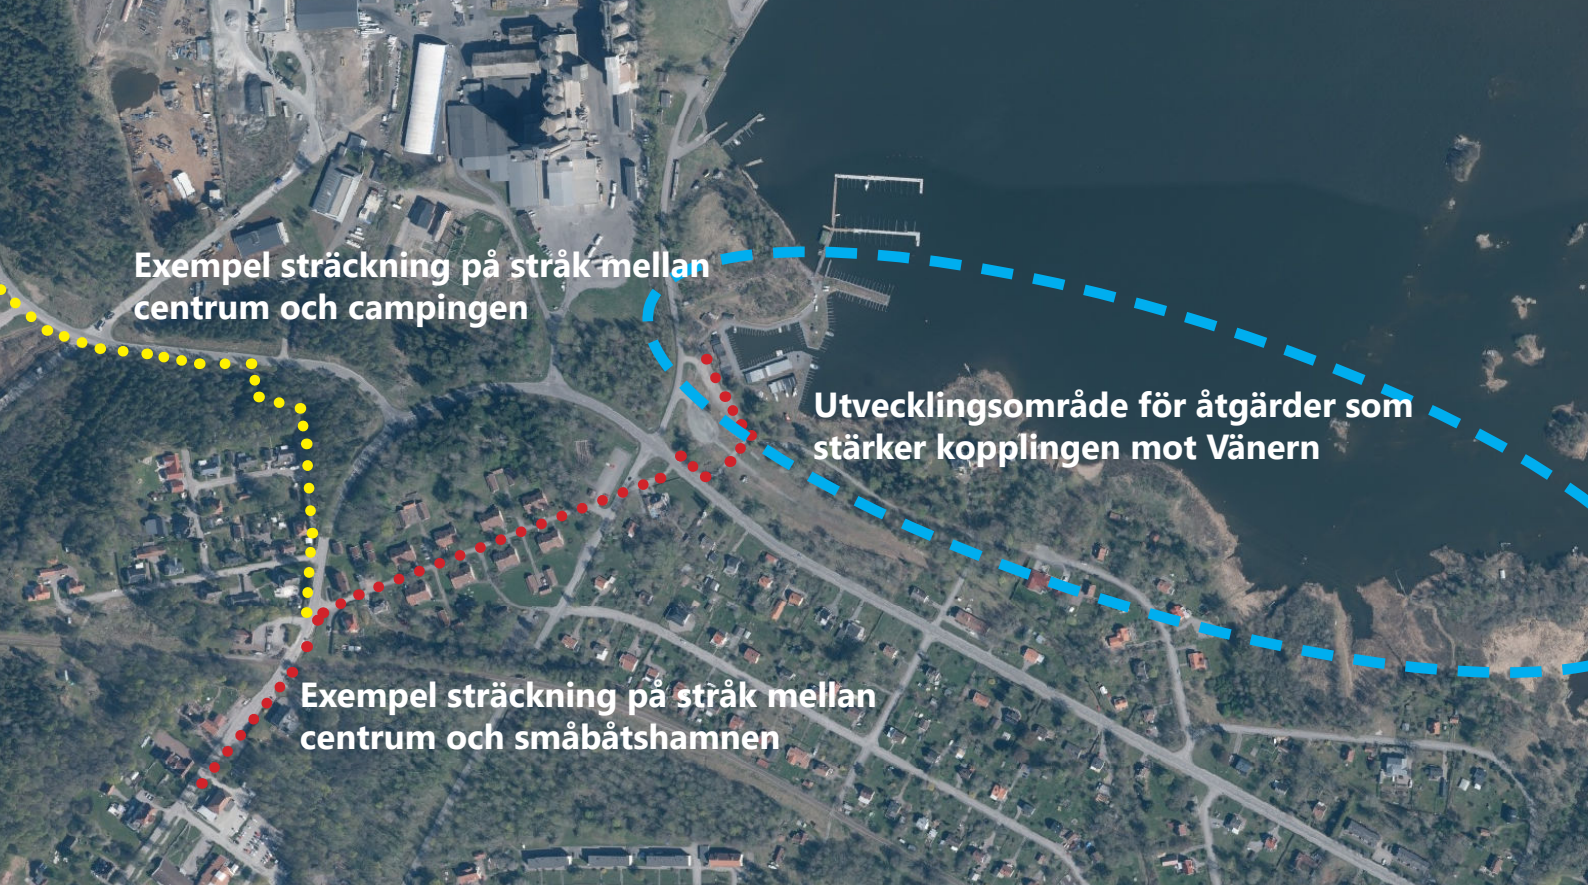 Exempel sträckning på stråk mellan
centrum och campingen
Utvecklingsområde för åtgärder som
stärker kopplingen mot Vänern
Exempel sträckning på stråk mellan
centrum och småbåtshamnen